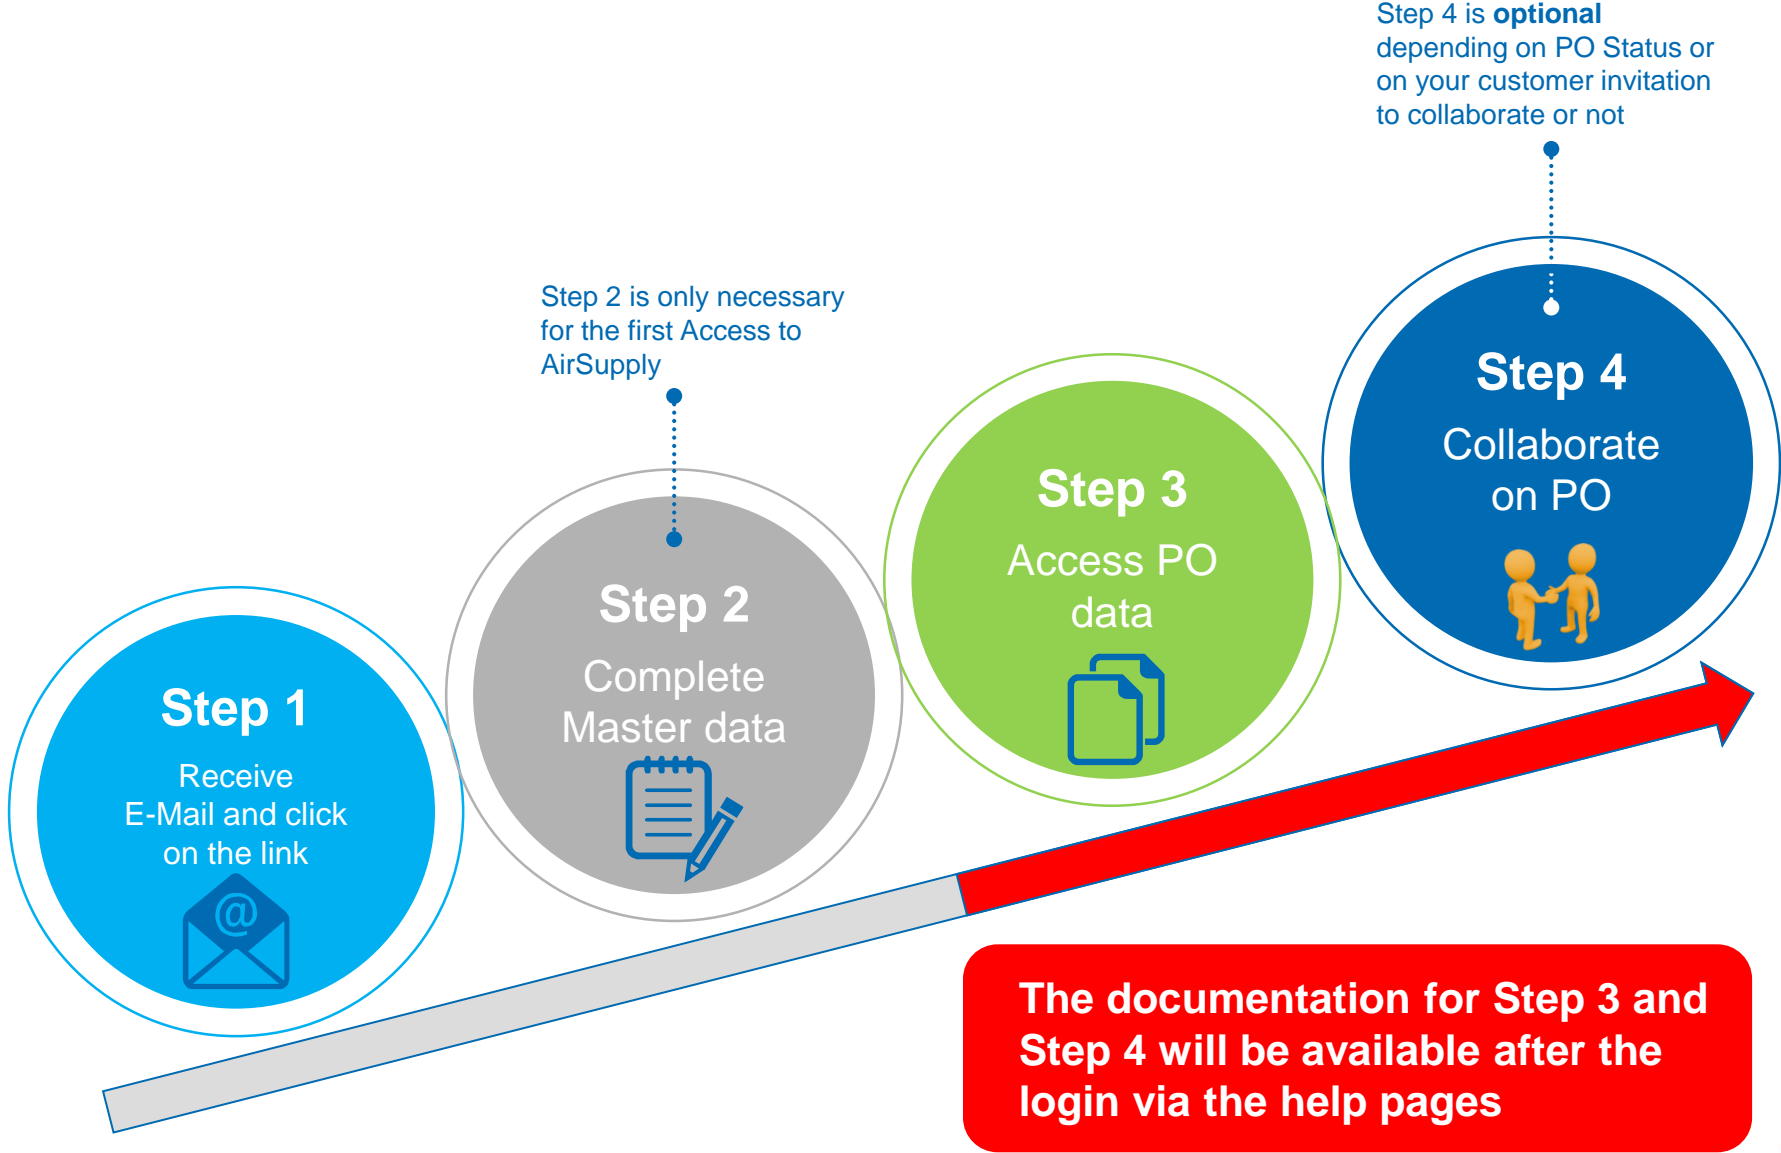 Step 4 is optional
depending on PO Status or
on your customer invitation
to collaborate or not
Step 2 is only necessary
for the first Access to
AirSupply
Step 1
Receive
E-Mail and click
on the link
@
Step 2
Complete
Master data
Step 3
Access PO
data
Step 4
Collaborate
on PO
The documentation for Step 3 and
Step 4 will be available after the
login via the help pages